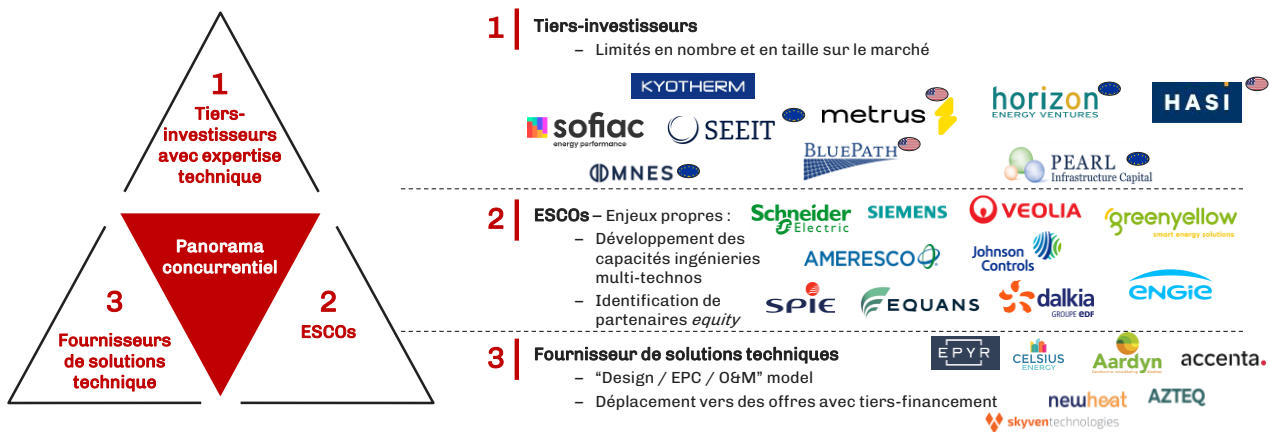 1
Tiers-
investisseurs
avec expertise
technique
Panorama
concurrentiel
3
Fournisseurs
de solutions
technique
2
ESCOs
1
Tiers-investisseurs
– Limités en nombre et en taille sur le marché
KYOTHERM
sofiac
energy performance
SEEIT
metrus
horizon
ENERGY VENTURES
HASI
OMNES
BLUEPATH
PEARL
Infrastructure Capital
2
ESCOs – Enjeux propres :
– Développement des
capacités ingénieries
multi-technos
– Identification de
partenaires equity
Schneider
Electric
SIEMENS
VEOLIA
greenyellow
smart energy solutions
AMERESCO
Johnson
Controls
SPIE
EQUANS
dalkia
GROUPE EDF
ENGIE
3
Fournisseur de solutions techniques
– “Design / EPC / O&M” model
– Déplacement vers des offres avec tiers-financement
EPYR
CELSIUS
ENERGY
Aardyn
accenta.
newheat
AZTEQ
skyventechnologies